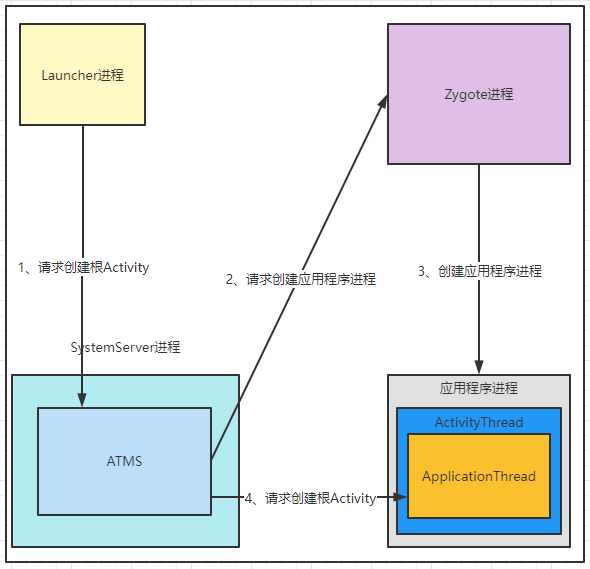 Launcher进程
Zygote进程
1、请求创建根Activity
2、请求创建应用程序进程
3、创建应用程序进程
SystemServer进程
ATMS
4、请求创建根Activity
应用程序进程
ActivityThread
ApplicationThread